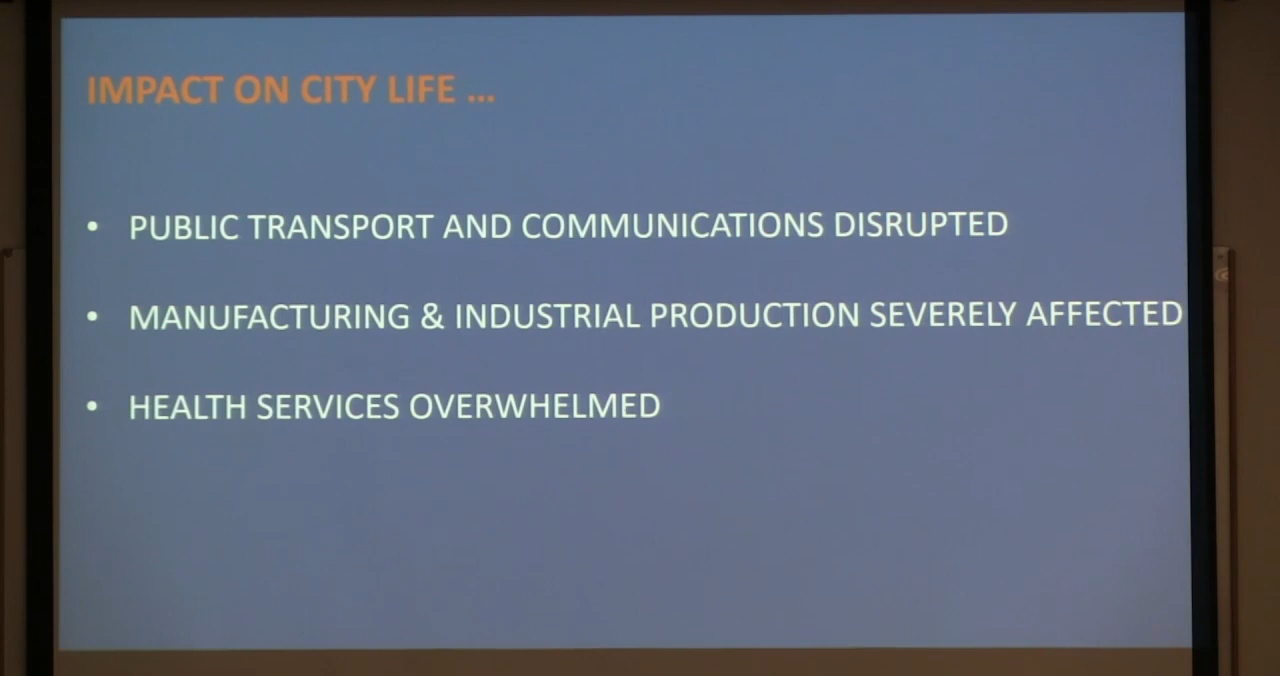 IMPACT ON CITY LIFE ...
• PUBLIC TRANSPORT AND COMMUNICATIONS DISRUPTED
• MANUFACTURING & INDUSTRIAL PRODUCTION SEVERELY AFFECTED
• HEALTH SERVICES OVERWHELMED